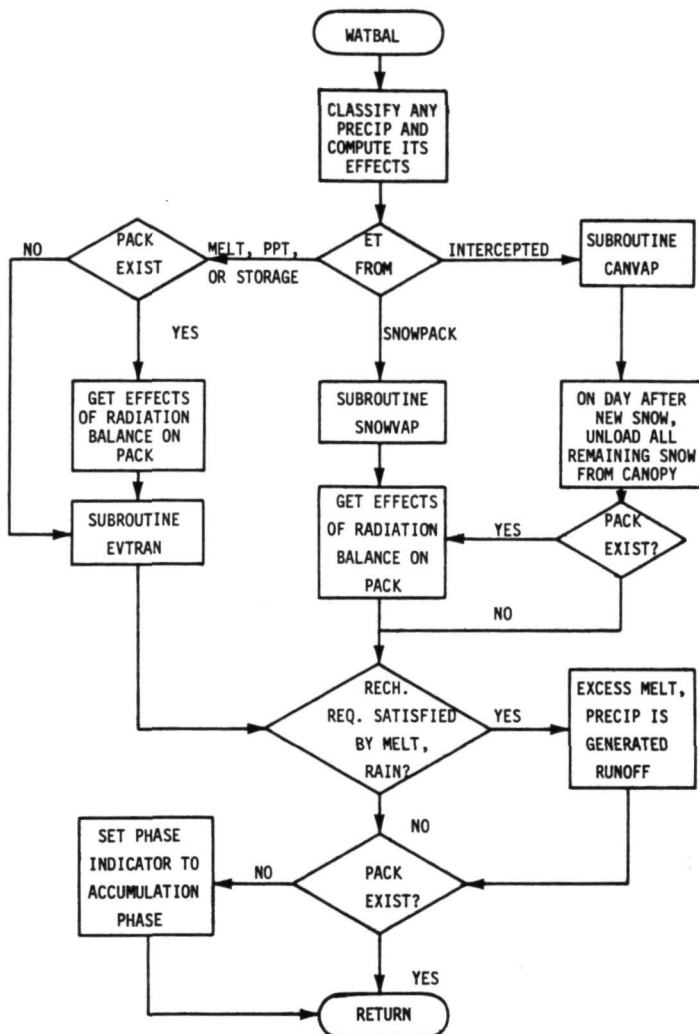 WATBAL
CLASSIFY ANY
PRECIP AND
COMPUTE ITS
EFFECTS
NO
PACK
EXIST
MELT, PPT,
OR STORAGE
ET
FROM
INTERCEPTED
SUBROUTINE
CANVAP
YES
SNOWPACK
GET EFFECTS
OF RADIATION
BALANCE ON
PACK
SUBROUTINE
SNOWVAP
ON DAY AFTER
NEW SNOW,
UNLOAD ALL
REMAINING SNOW
FROM CANOPY
SUBROUTINE
EVTRAN
GET EFFECTS
OF RADIATION
BALANCE ON
PACK
YES
PACK
EXIST?
NO
RECH.
REQ. SATISFIED
BY MELT,
RAIN?
YES
EXCESS MELT,
PRECIP IS
GENERATED
RUNOFF
NO
SET PHASE
INDICATOR TO
ACCUMULATION
PHASE
NO
PACK
EXIST?
YES
RETURN